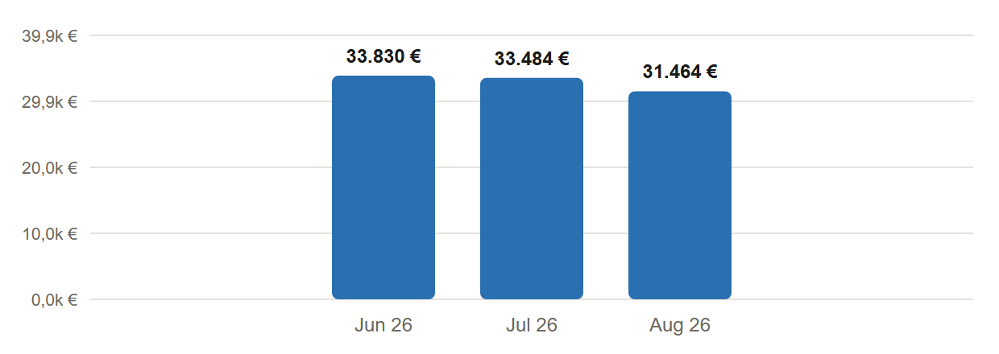 39,9k €
33.830 €
33.484 €
31.464 €
29,9k €
20,0k €
10,0k €
0,0k €
Jun 26
Jul 26
Aug 26